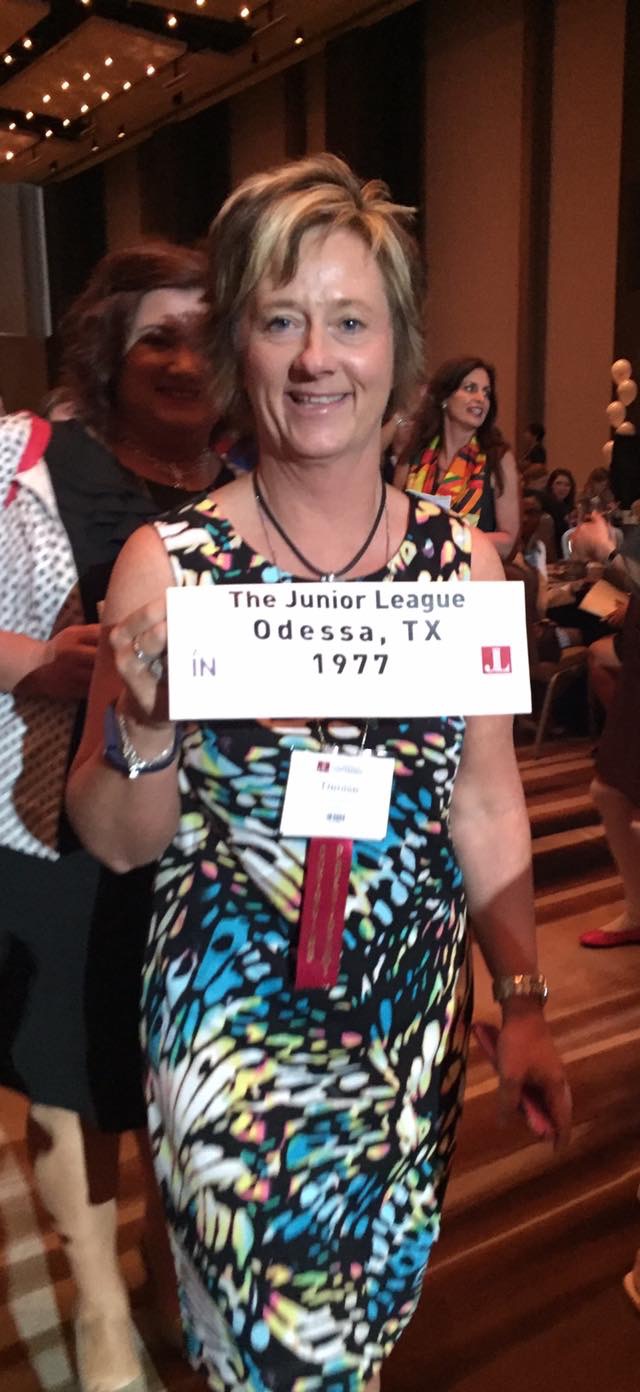 The Junior League
Odessa, TX
1977
IN
JL